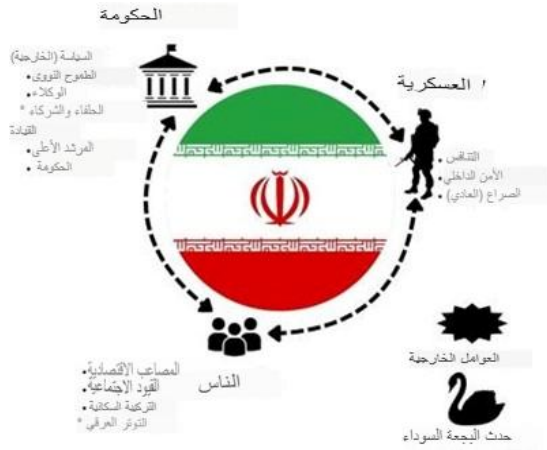 الحكومة
السياسة (الخارجية)
الطموح النووي •
الوكلاء •
الحلفاء والشركاء *
القيادة
المرشد الأعلى •
الحكومة •
العسكرية /
التنافس •
الأمن الداخلي •
الصراع (العادي) •
الناس
المصاعب الاقتصادية •
القيود الاجتماعية •
التركيبة السكانية •
التوتر العرقي *
العوامل الخارجية
حدث البجعة السوداء